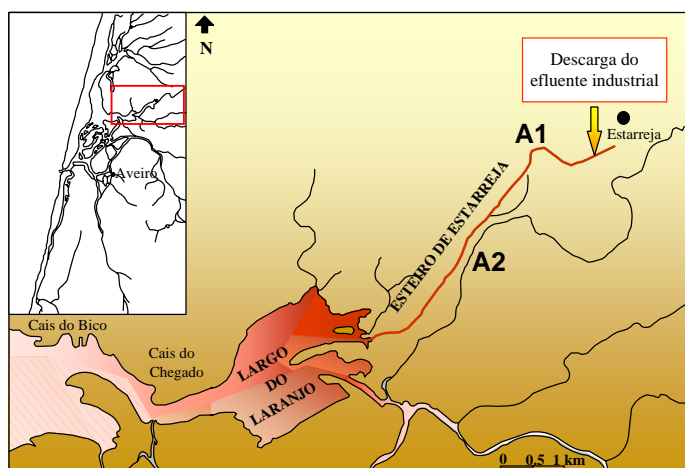 N
Aveiro
Descarga do
efluente industrial
Estarreja
A1
A2
ESTEIRO DE ESTARREJA
Cais do Bico
Cais do
Chegado
LARGO
DO
LARANJO
0 0,5 1 km